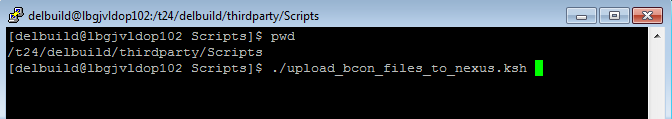 delbuild@lbgjvldop102:/t24/delbuild/thirdparty/Scripts
[delbuild@lbgjvldop102 Scripts]$ pwd
/t24/delbuild/thirdparty/Scripts
[delbuild@lbgjvldop102 Scripts]$ ./upload_bcon_files_to_nexus.ksh